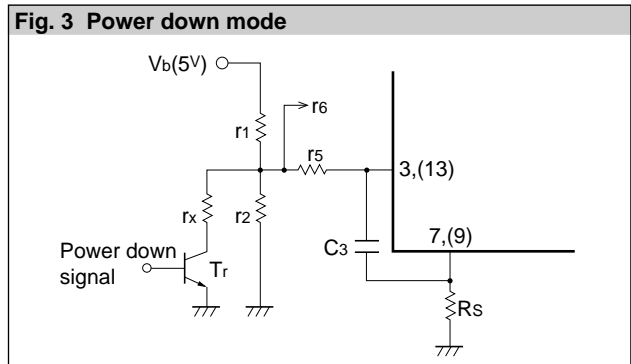 Fig. 3 Power down mode
Vb(5V)
r6
r1
r5
3,(13)
rx
r2
7,(9)
C3
Power down
signal
Tr
Rs